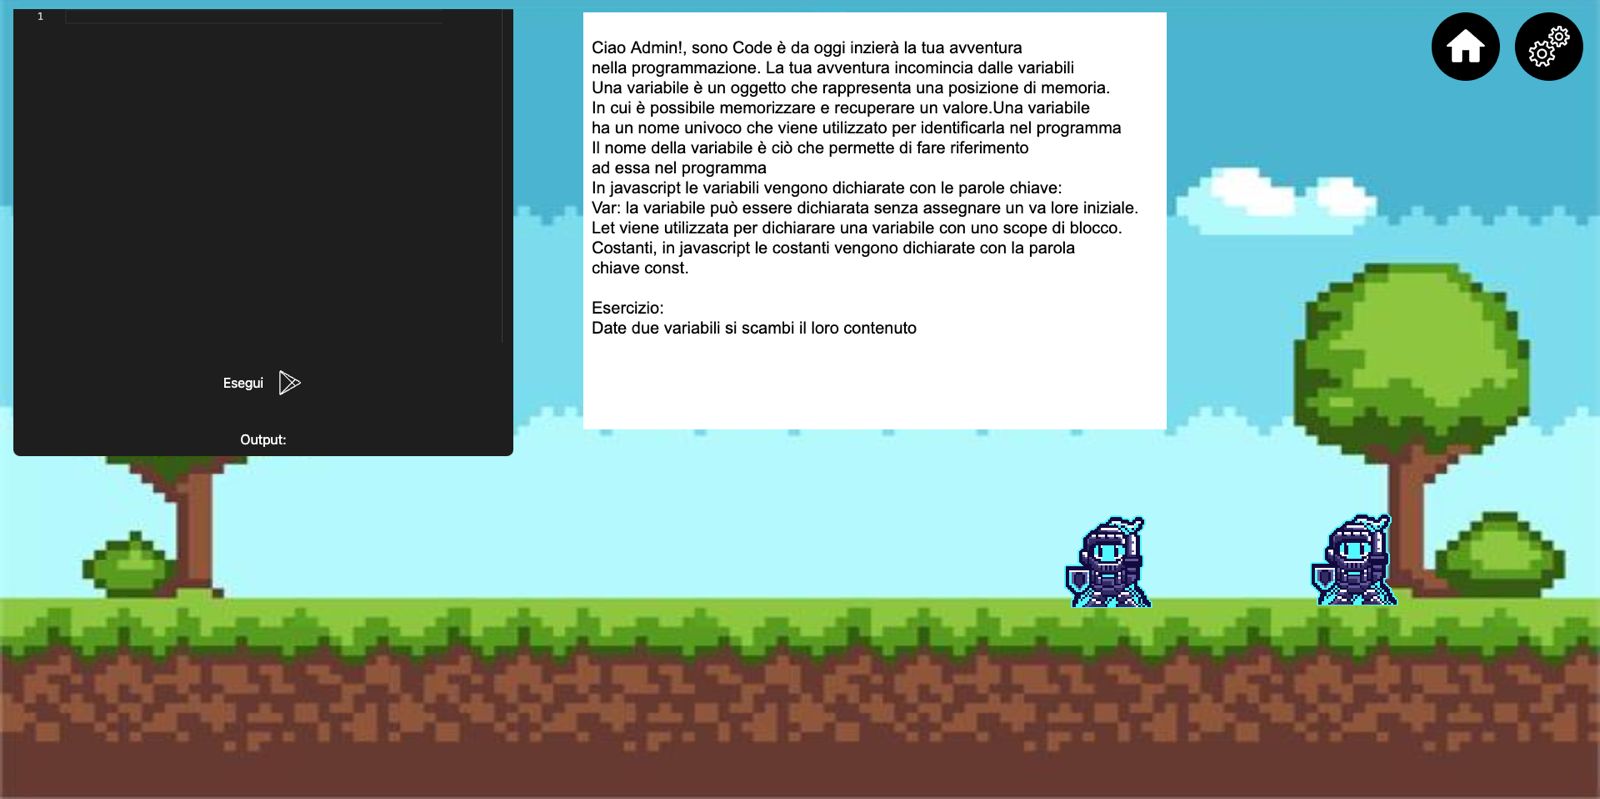 1
Esegui
Output:
Ciao Admin!, sono Code è da oggi inzierà la tua avventura
nella programmazione. La tua avventura incomincia dalle variabili
Una variabile è un oggetto che rappresenta una posizione di memoria.
In cui è possibile memorizzare e recuperare un valore.Una variabile
ha un nome univoco che viene utilizzato per identificarla nel programma
Il nome della variabile è ciò che permette di fare riferimento
ad essa nel programma
In javascript le variabili vengono dichiarate con le parole chiave:
Var: la variabile può essere dichiarata senza assegnare un va lore iniziale.
Let viene utilizzata per dichiarare una variabile con uno scope di blocco.
Costanti, in javascript le costanti vengono dichiarate con la parola
chiave const.
Esercizio:
Date due variabili si scambi il loro contenuto